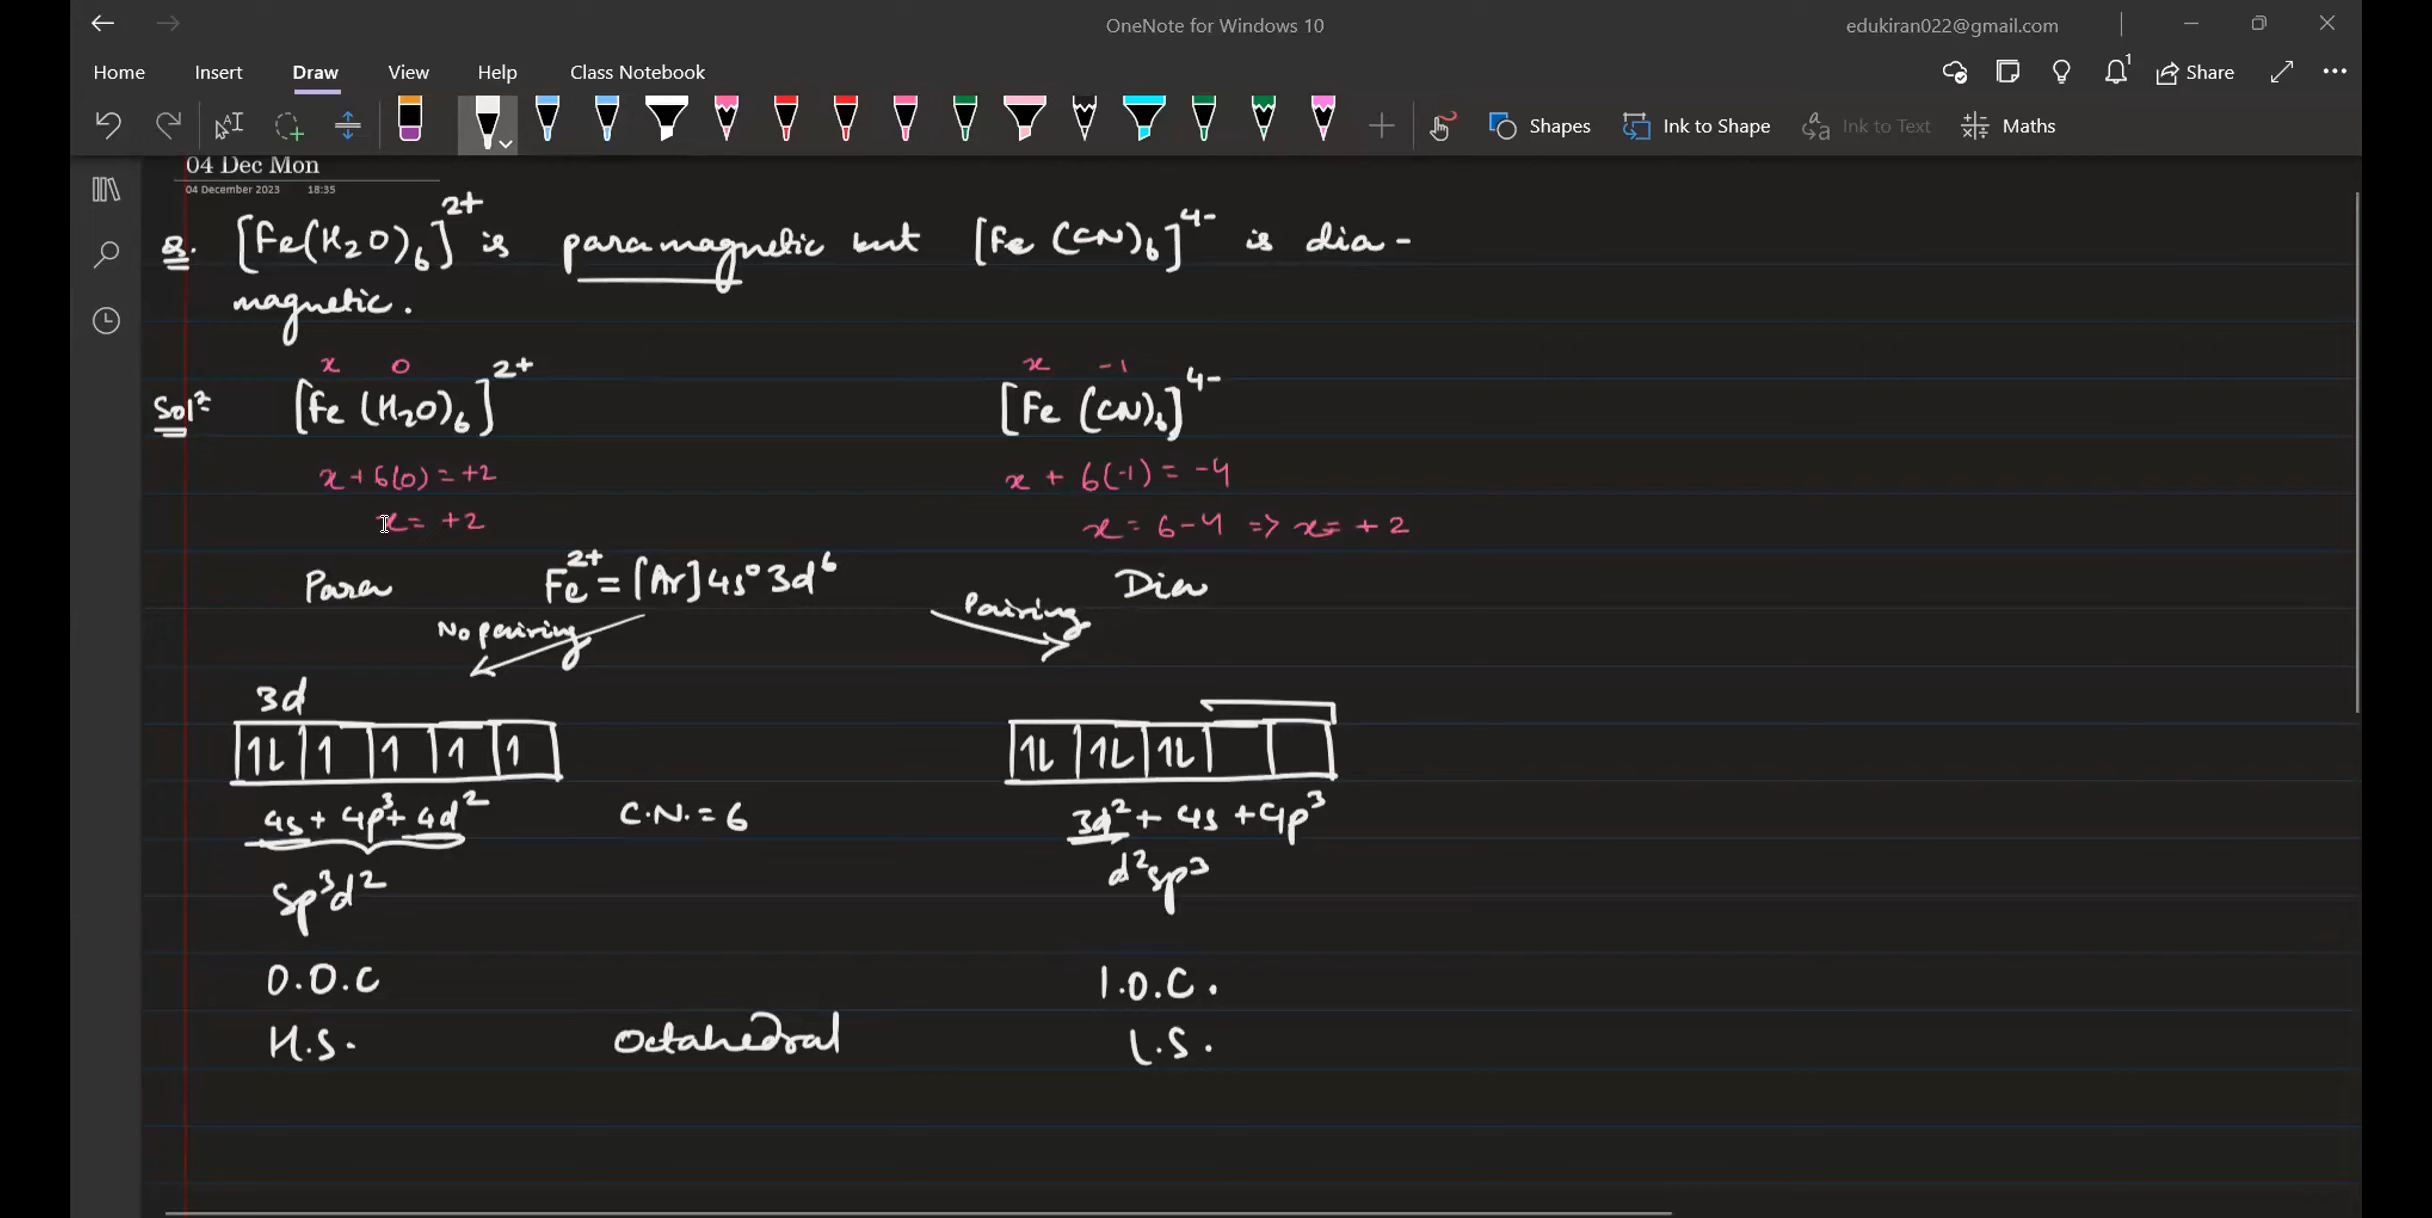 OneNote for Windows 10
edukiran022@gmail.com
Home Insert Draw View Help Class Notebook
Share
Shapes Ink to Shape Ink to Text Maths
04 Dec Mon
04 December 2023 18:35
Q. [Fe(H₂O)₆]²⁺ is paramagnetic but [Fe(CN)₆]⁴⁻ is dia-
magnetic.
x 0
x -1
Solⁿ [Fe(H₂O)₆]²⁺ [Fe(CN)₆]⁴⁻
x + 6(0) = +2 x + 6(-1) = -4
x = +2 x = 6-4 => x = +2
Para Fe²⁺ = [Ar] 4s⁰ 3d⁶ Dia
No pairing Pairing
3d
1L 1 1 1 1 1L 1L 1L
4s + 4p³ + 4d² C.N. = 6 3d² + 4s + 4p³
sp³d² d²sp³
O.O.C I.O.C.
H.S. Octahedral L.S.